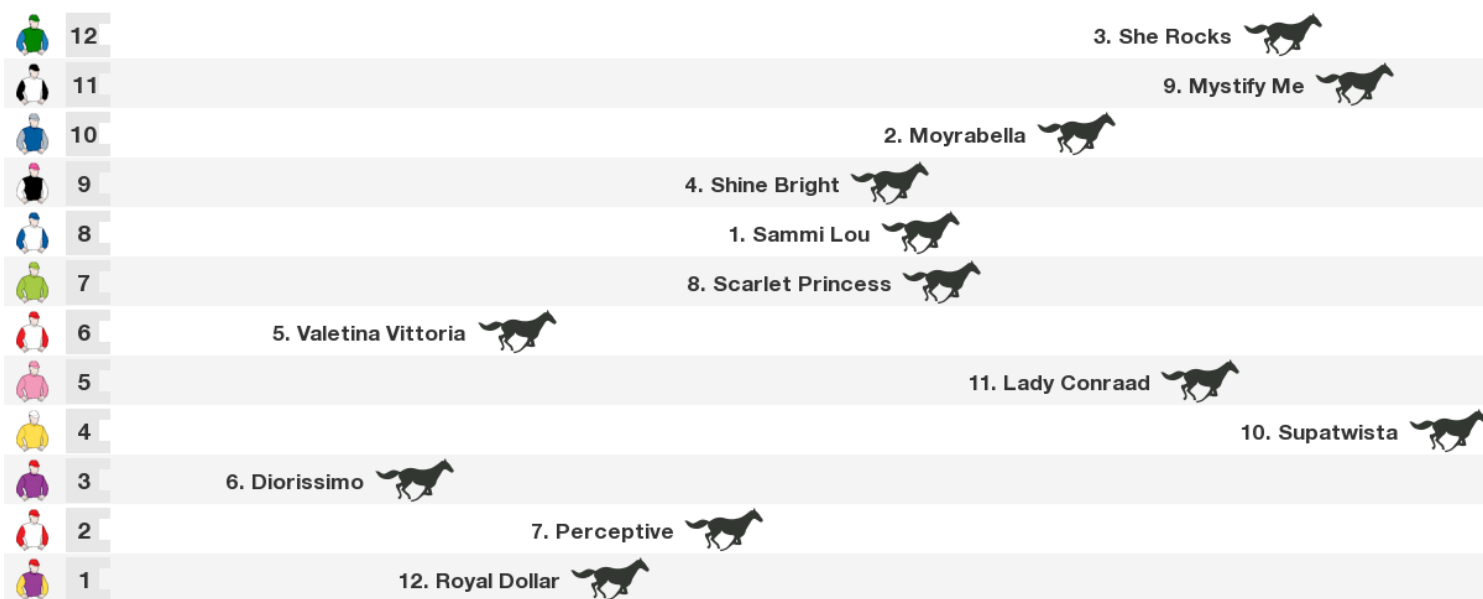 12 3. She Rocks
11 9. Mystify Me
10 2. Moyrabella
9 4. Shine Bright
8 1. Sammi Lou
7 8. Scarlet Princess
6 5. Valetina Vittoria
5 11. Lady Conraad
4 10. Supatwista
3 6. Diorissimo
2 7. Perceptive
1 12. Royal Dollar